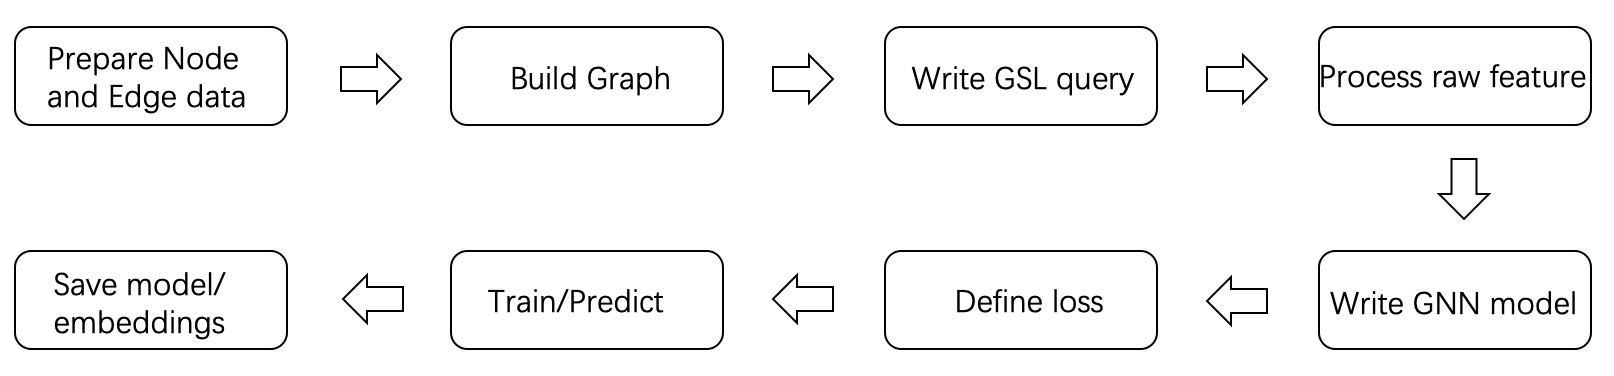 Prepare Node
and Edge data
Build Graph
Write GSL query
Process raw feature
Write GNN model
Define loss
Train/Predict
Save model/
embeddings